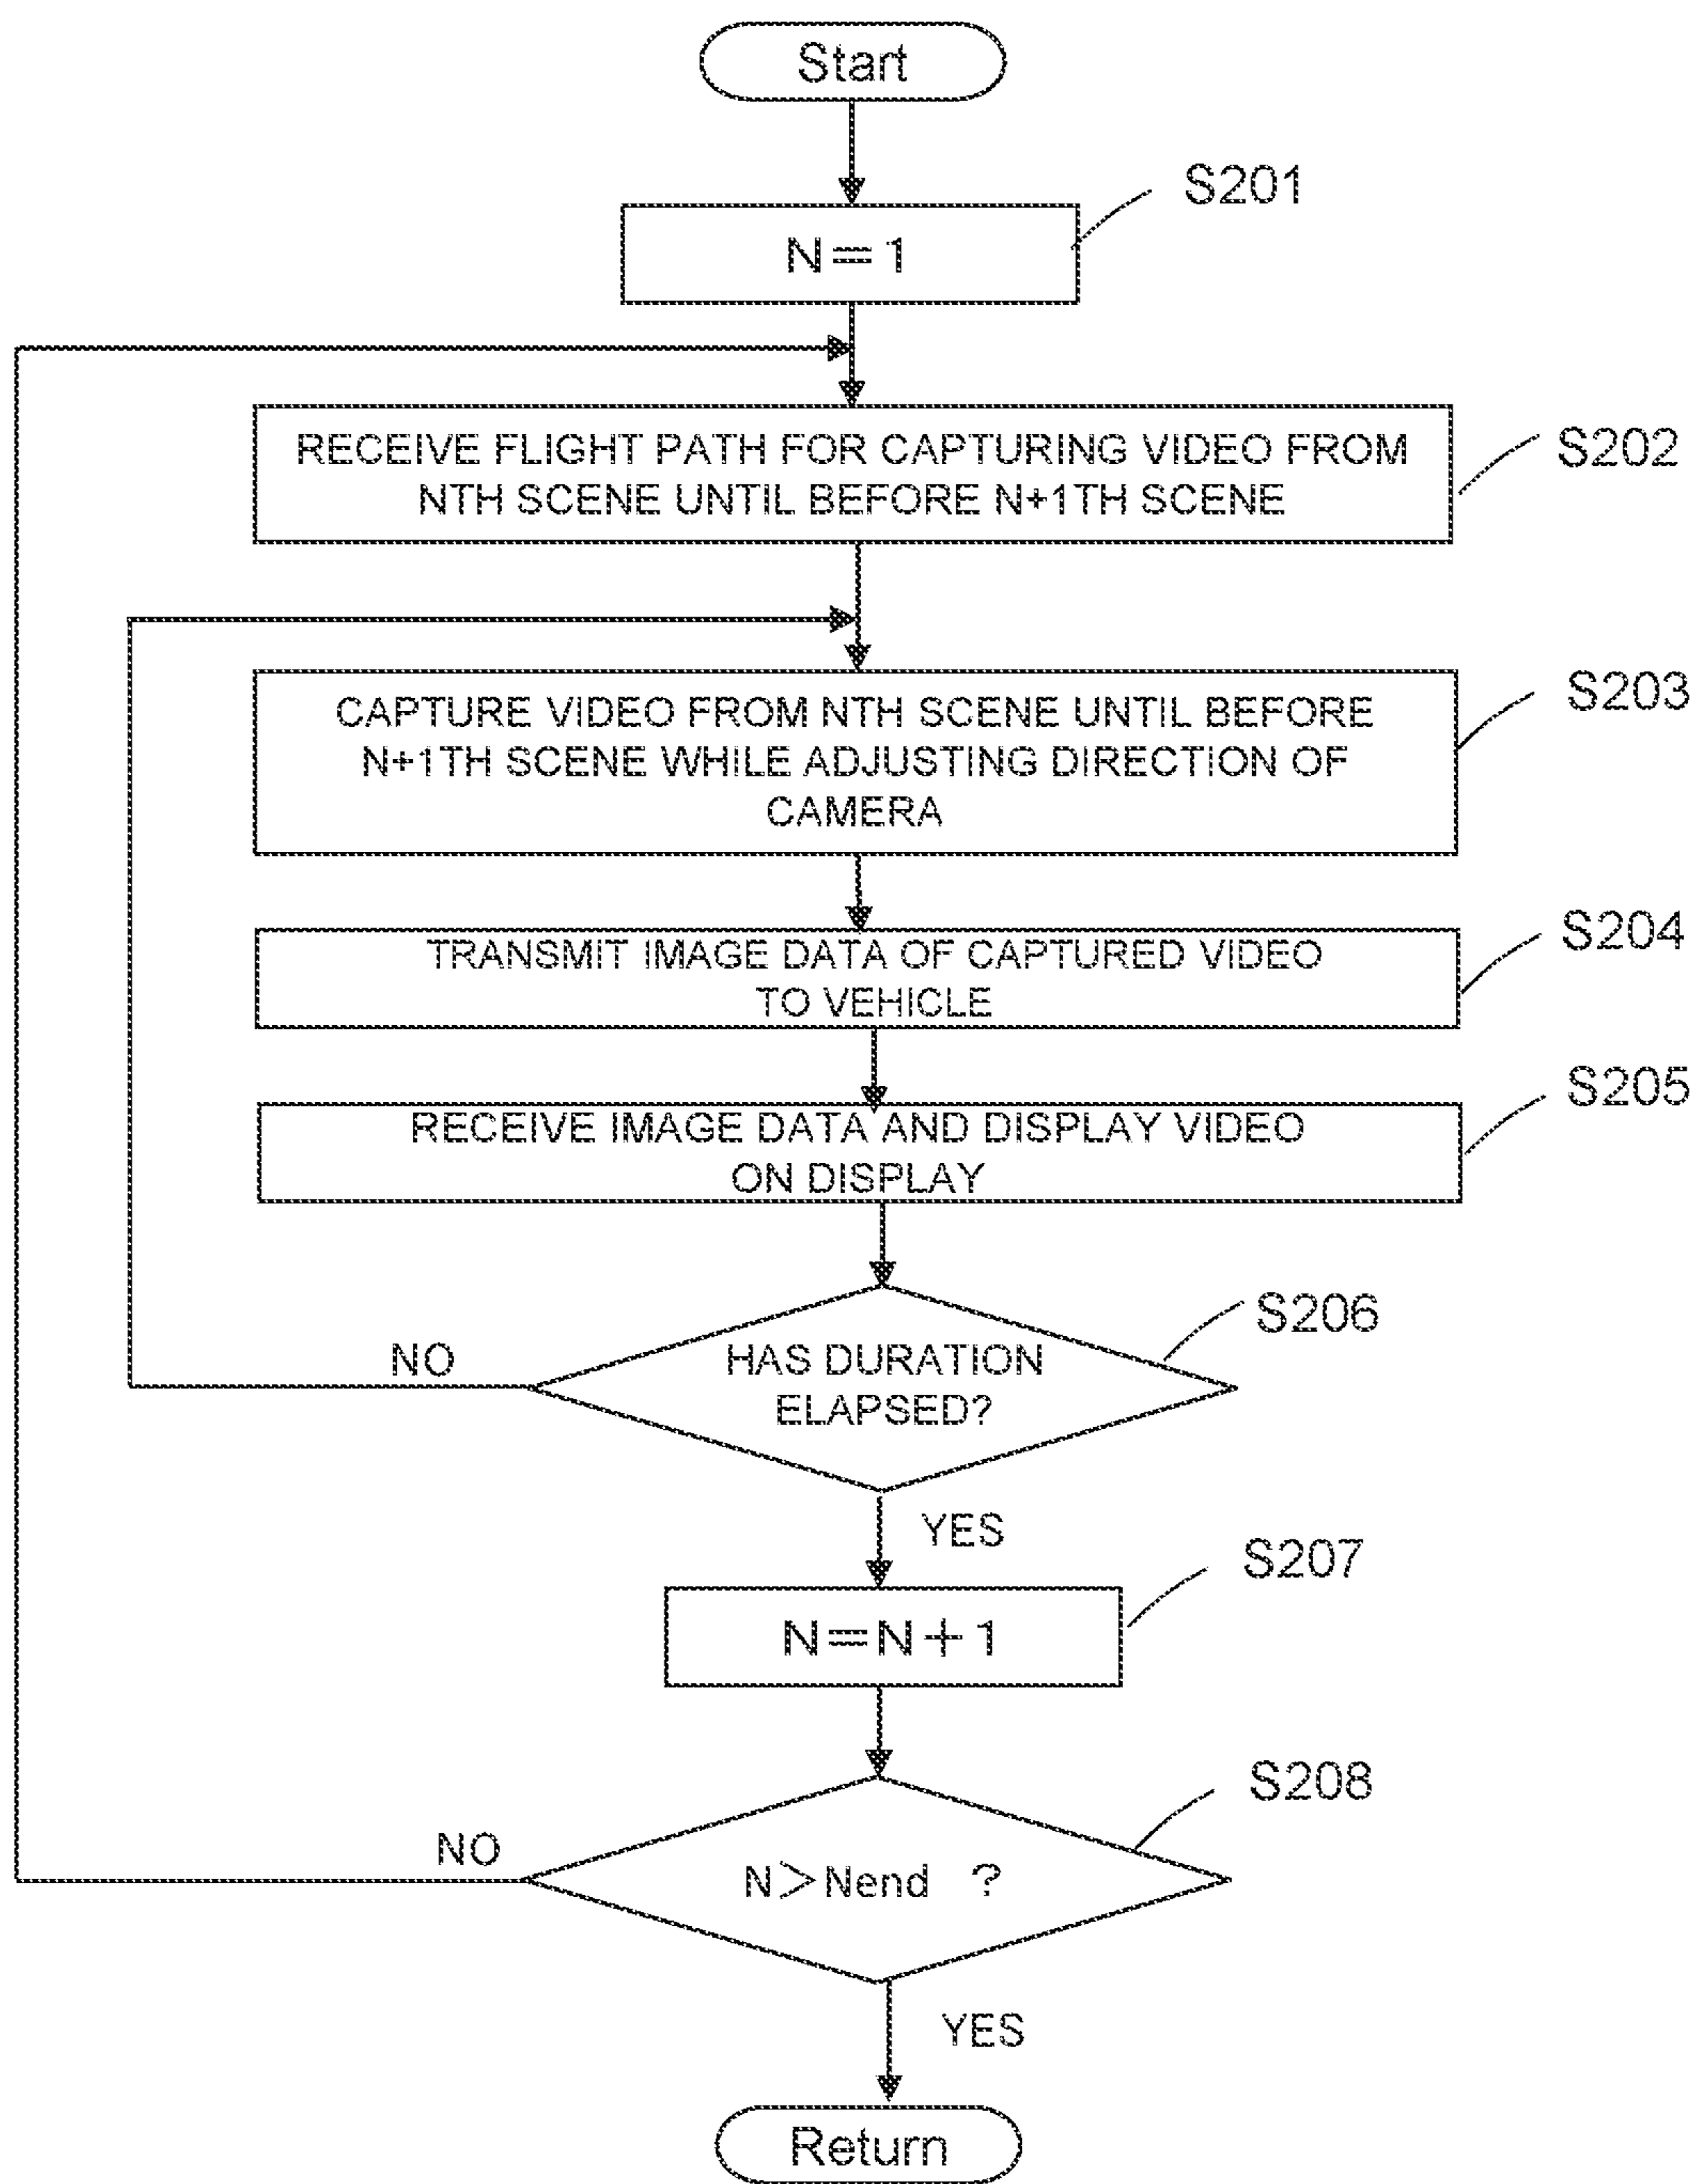 Start
S201
N=1
S202
RECEIVE FLIGHT PATH FOR CAPTURING VIDEO FROM
NTH SCENE UNTIL BEFORE N+1TH SCENE
S203
CAPTURE VIDEO FROM NTH SCENE UNTIL BEFORE
N+1TH SCENE WHILE ADJUSTING DIRECTION OF
CAMERA
S204
TRANSMIT IMAGE DATA OF CAPTURED VIDEO
TO VEHICLE
S205
RECEIVE IMAGE DATA AND DISPLAY VIDEO
ON DISPLAY
S206
NO
HAS DURATION
ELAPSED?
YES
S207
N=N+1
S208
NO
N>Nend ?
YES
Return